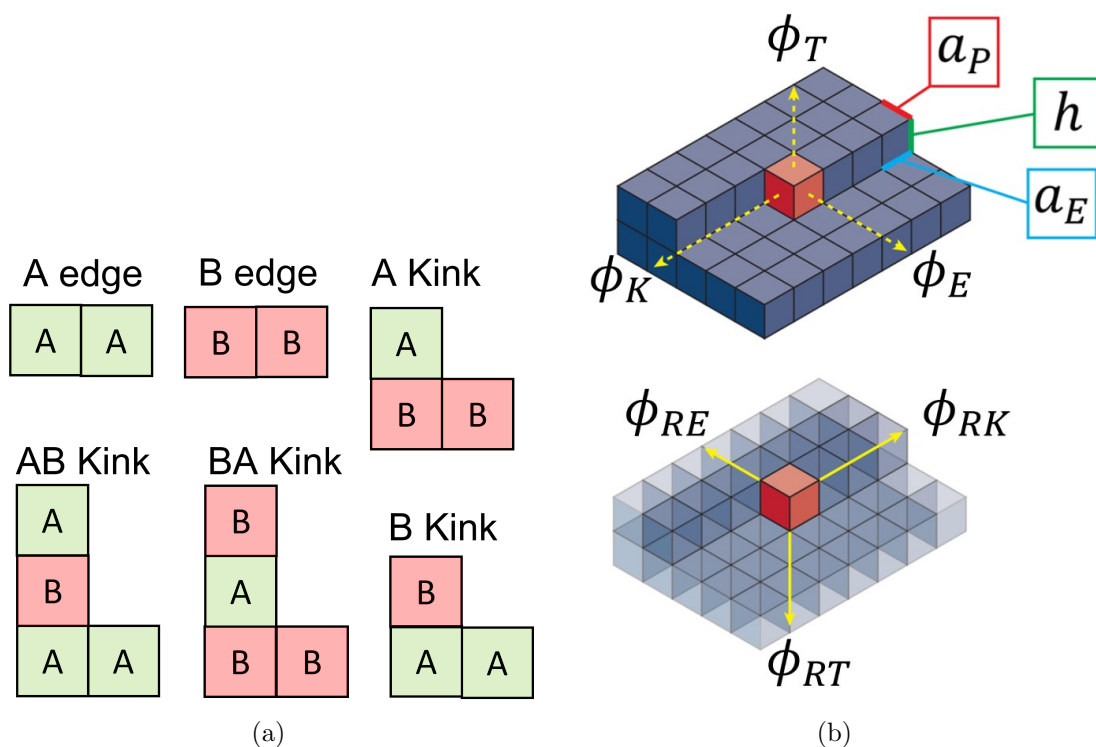 A edge
A A
B edge
B B
A Kink
A
B B
AB Kink
A
B
A A
BA Kink
B
A
B B
B Kink
B
A A
(a)
ϕ_T
a_P
h
a_E
ϕ_K
ϕ_E
ϕ_RE
ϕ_RK
ϕ_RT
(b)